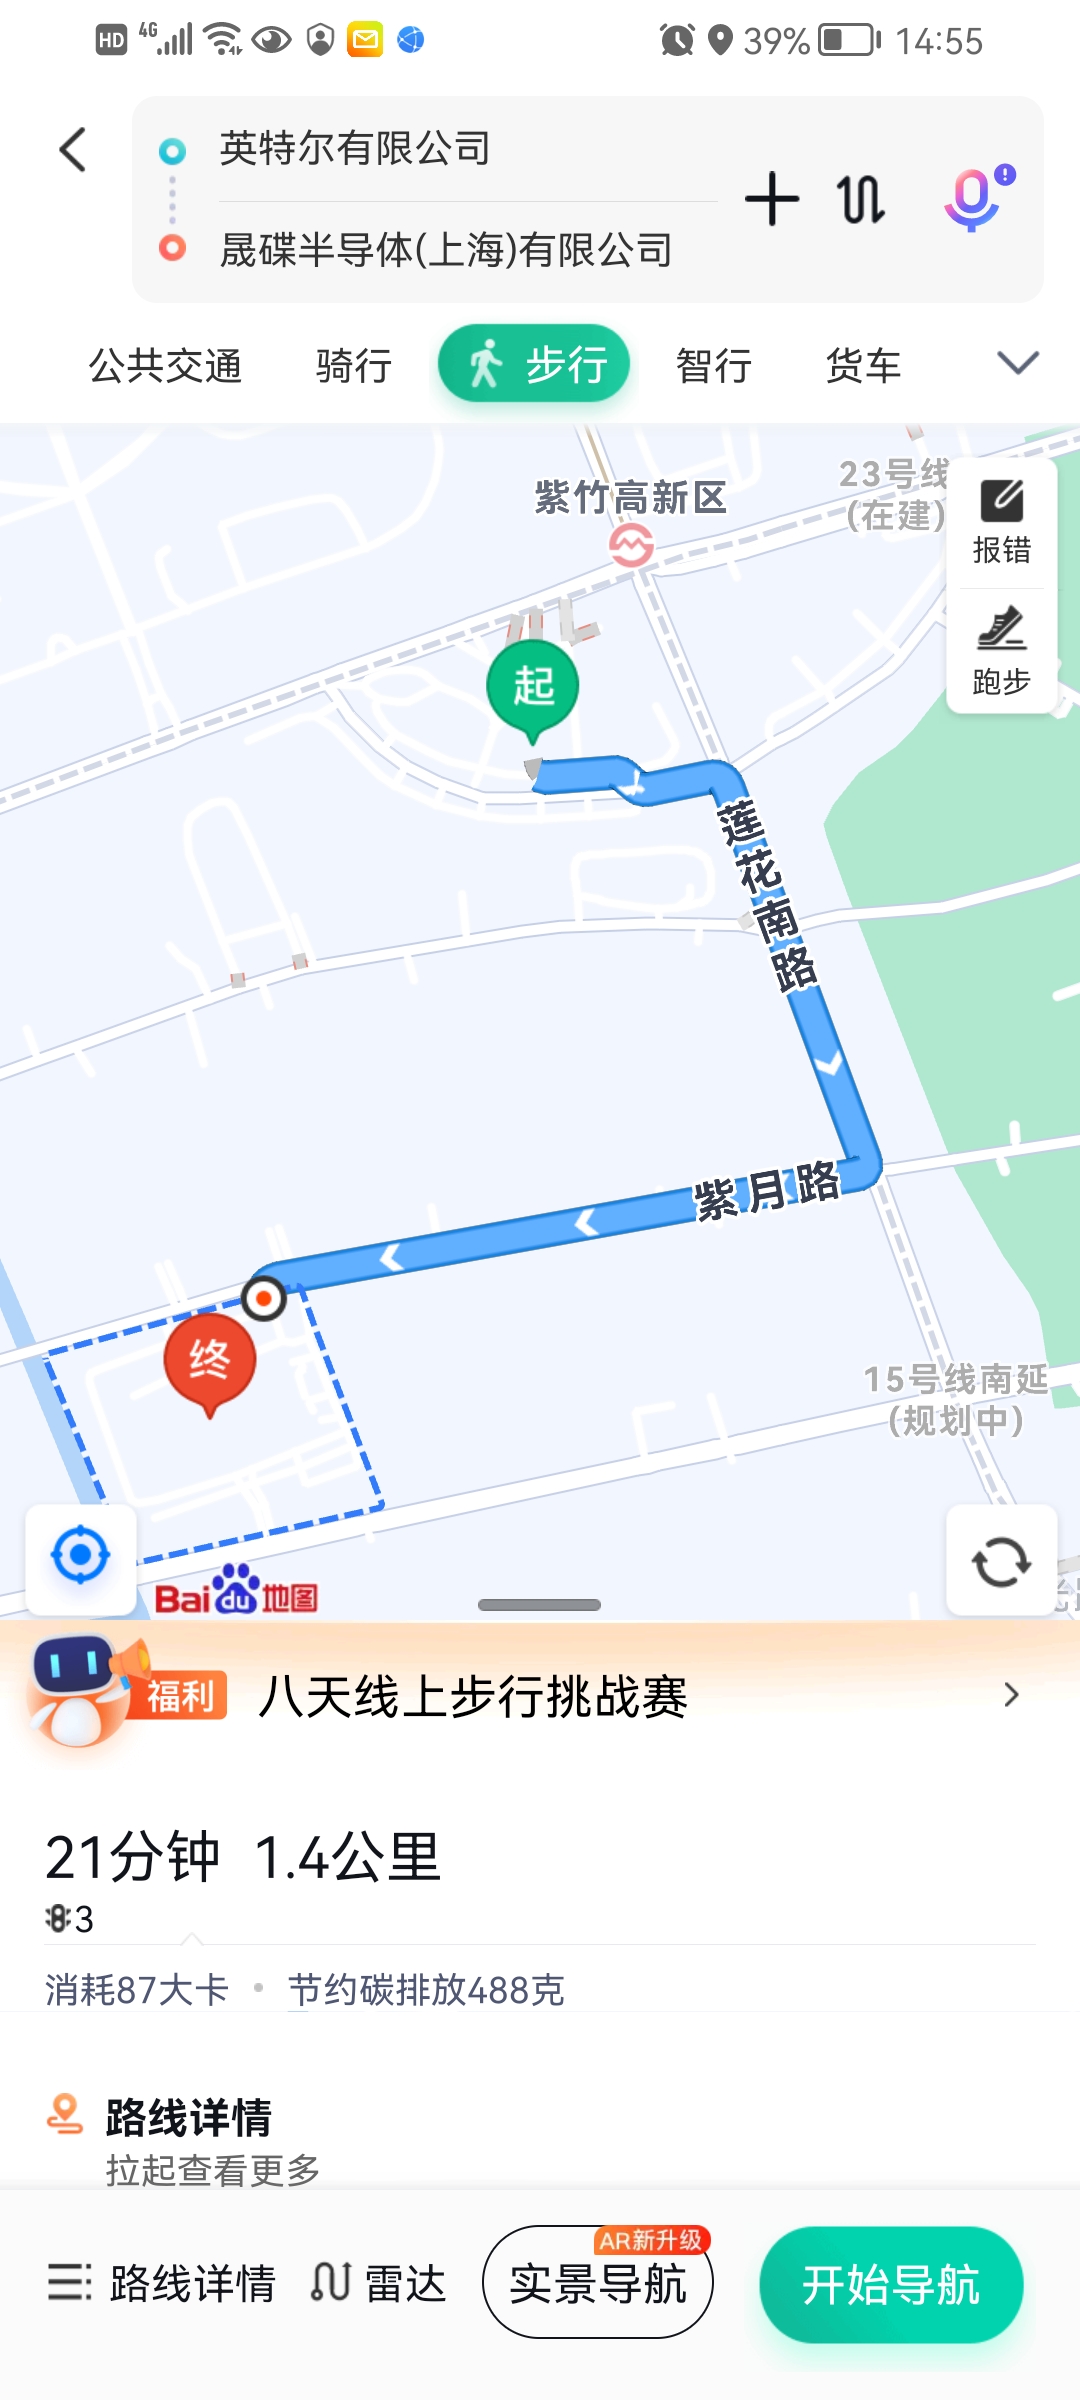 HD 4G 39% 14:55
英特尔有限公司
晟碟半导体(上海)有限公司
公共交通 骑行 步行 智行 货车
紫竹高新区
23号线
(在建)
报错
跑步
起
莲花南路
紫月路
终
15号线南延
(规划中)
Bai du 地图
福利 八天线上步行挑战赛
21分钟 1.4公里
3
消耗87大卡 • 节约碳排放488克
路线详情
拉起查看更多
AR新升级
路线详情 雷达 实景导航 开始导航